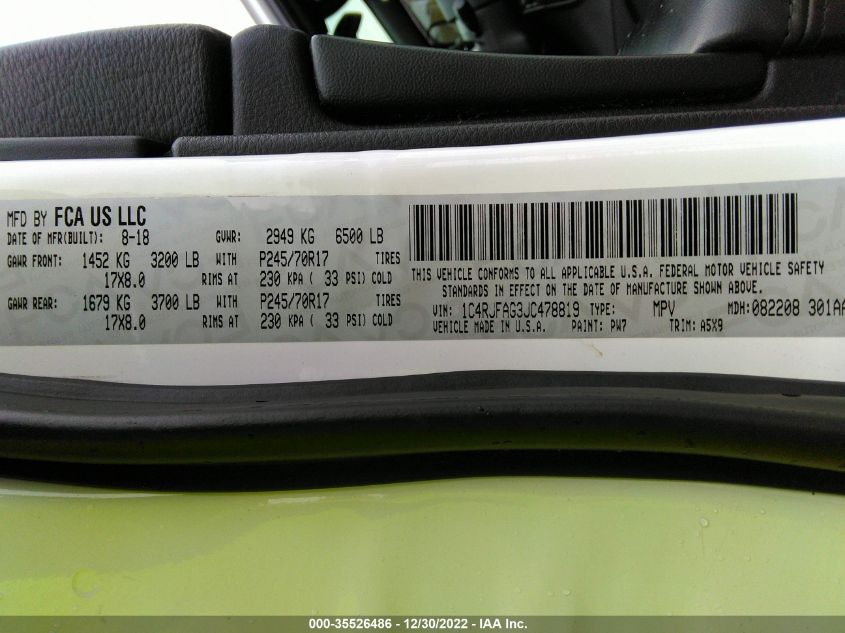 MFD BY FCA US LLC
DATE OF MFR(BUILT): 8-18 GVWR: 2949 KG 6500 LB
GAWR FRONT: 1452 KG 3200 LB WITH P245/70R17 TIRES
17X8.0 RIMS AT 230 KPA ( 33 PSI) COLD
GAWR REAR: 1679 KG 3700 LB WITH P245/70R17 TIRES
17X8.0 RIMS AT 230 KPA ( 33 PSI) COLD
THIS VEHICLE CONFORMS TO ALL APPLICABLE U.S.A. FEDERAL MOTOR VEHICLE SAFETY
STANDARDS IN EFFECT ON THE DATE OF MANUFACTURE SHOWN ABOVE.
VIN: 1C4RJFAG3JC478819 TYPE: MPV MDH: 082208 301AA
VEHICLE MADE IN U.S.A. PAINT: PW7 TRIM: A5X9
000-35526486 - 12/30/2022 - IAA Inc.